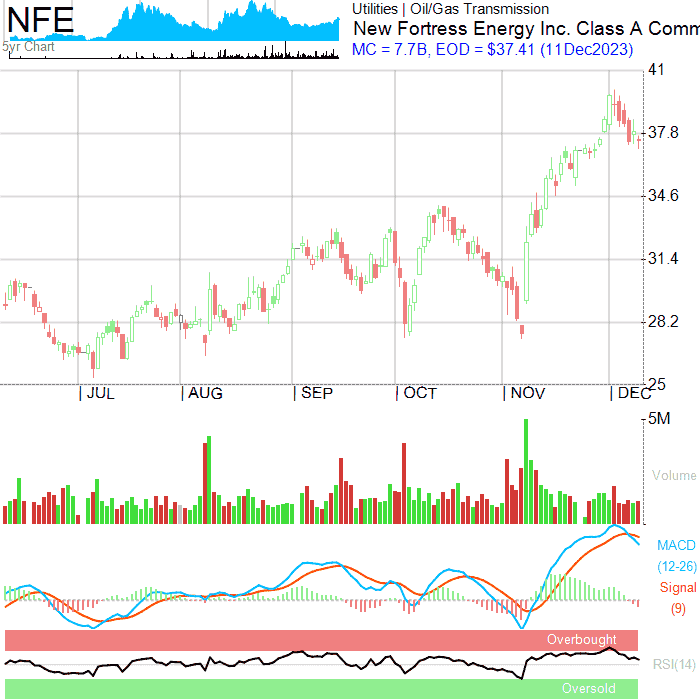 NFE
5yr Chart
Utilities | Oil/Gas Transmission
New Fortress Energy Inc. Class A Comm
MC = 7.7B, EOD = $37.41 (11Dec2023)
41
37.8
34.6
31.4
28.2
25
JUL
AUG
SEP
OCT
NOV
DEC
5M
Volume
MACD
(12-26)
Signal
(9)
Overbought
RSI(14)
Oversold